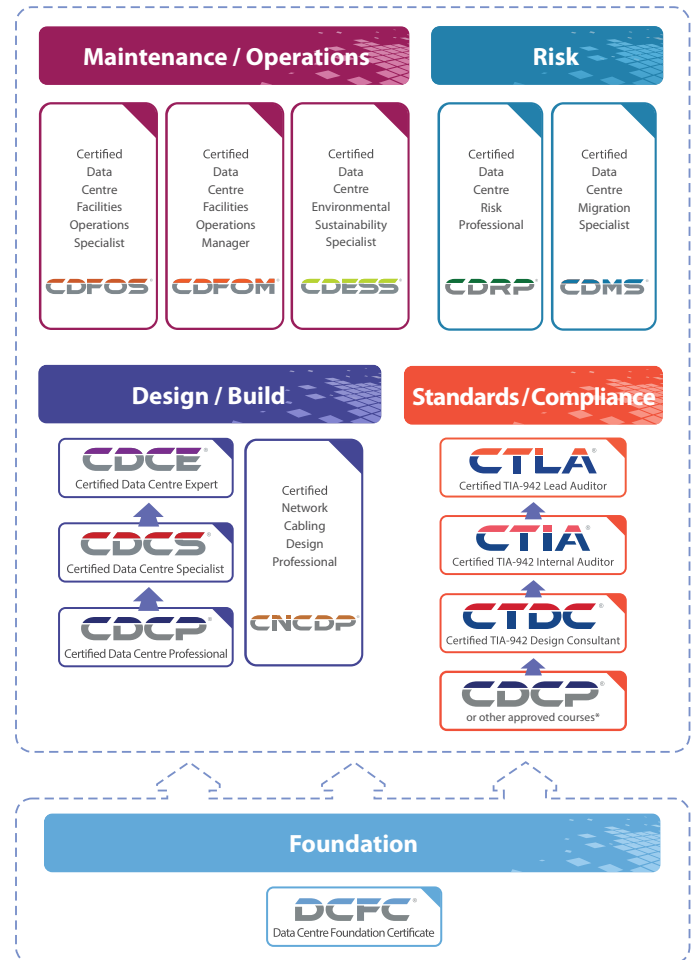 Maintenance / Operations
Risk
Certified
Data
Centre
Facilities
Operations
Specialist
CDFOS®
Certified
Data
Centre
Facilities
Operations
Manager
CDFOM®
Certified
Data
Centre
Environmental
Sustainability
Specialist
CDESS®
Certified
Data
Centre
Risk
Professional
CDRP®
Certified
Data
Centre
Migration
Specialist
CDMS®
Design / Build
CDCE®
Certified Data Centre Expert
CDCS®
Certified Data Centre Specialist
CDCP®
Certified Data Centre Professional
Certified
Network
Cabling
Design
Professional
CNCDP®
Standards / Compliance
CTLA®
Certified TIA-942 Lead Auditor
CTIA®
Certified TIA-942 Internal Auditor
CTDC®
Certified TIA-942 Design Consultant
CDCP®
or other approved courses*
Foundation
DCFC®
Data Centre Foundation Certificate